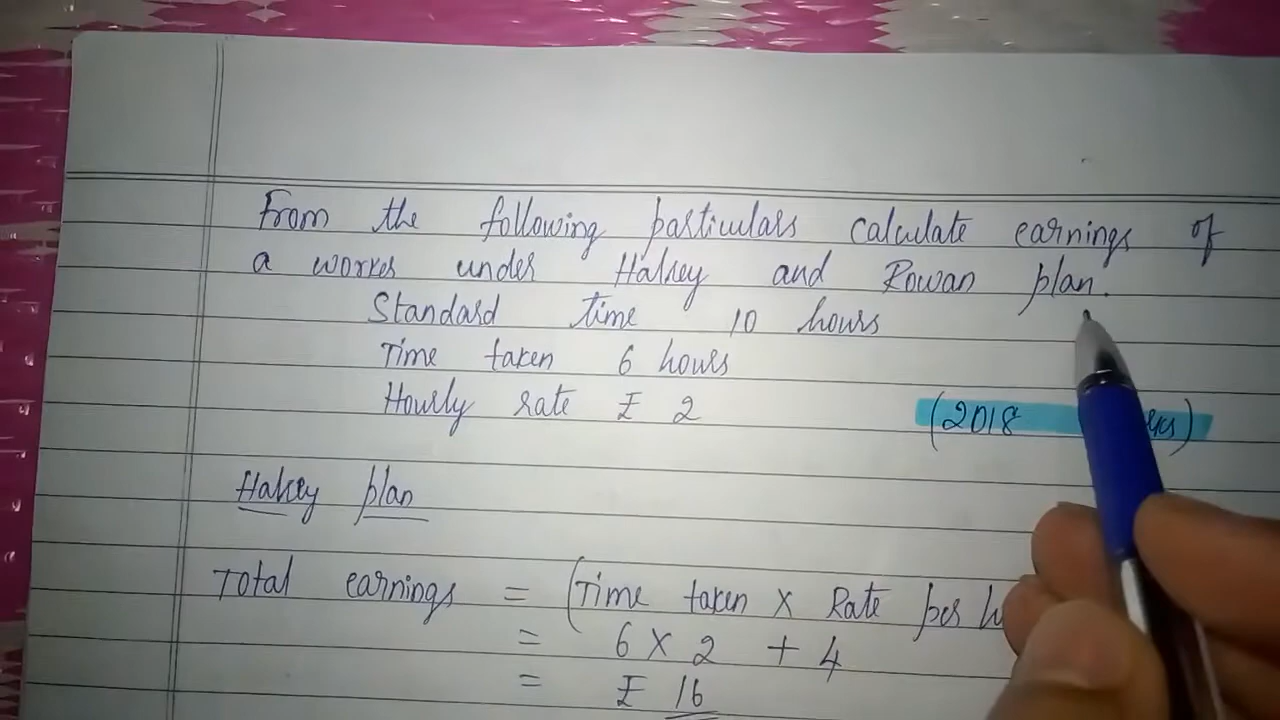 From the following particulars calculate earnings of
a worker under Halsey and Rowan plan.
Standard time 10 hours
Time taken 6 hours
Hourly rate ₹ 2
(2018
Halsey plan
Total earnings = (Time taken X Rate per
= 6 X 2 + 4
= ₹ 16